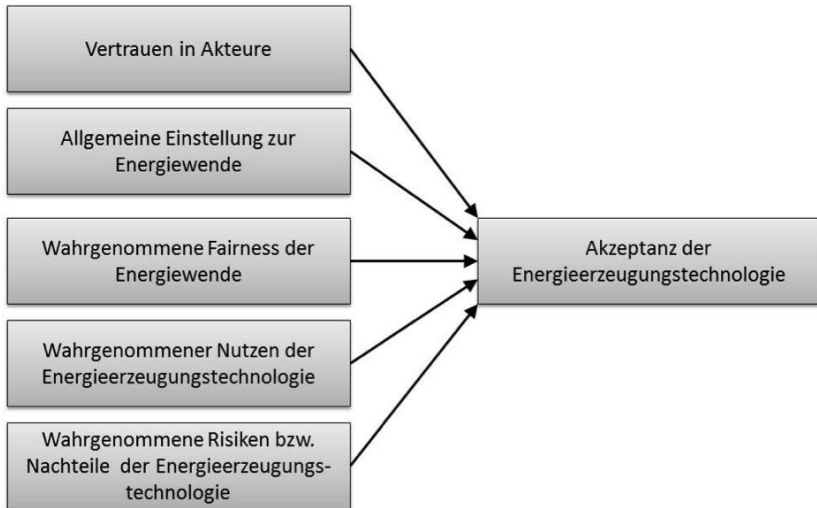 Vertrauen in Akteure
Allgemeine Einstellung zur
Energiewende
Wahrgenommene Fairness der
Energiewende
Wahrgenommener Nutzen der
Energieerzeugungstechnologie
Wahrgenommene Risiken bzw.
Nachteile der Energieerzeugungs-
technologie
Akzeptanz der
Energieerzeugungstechnologie